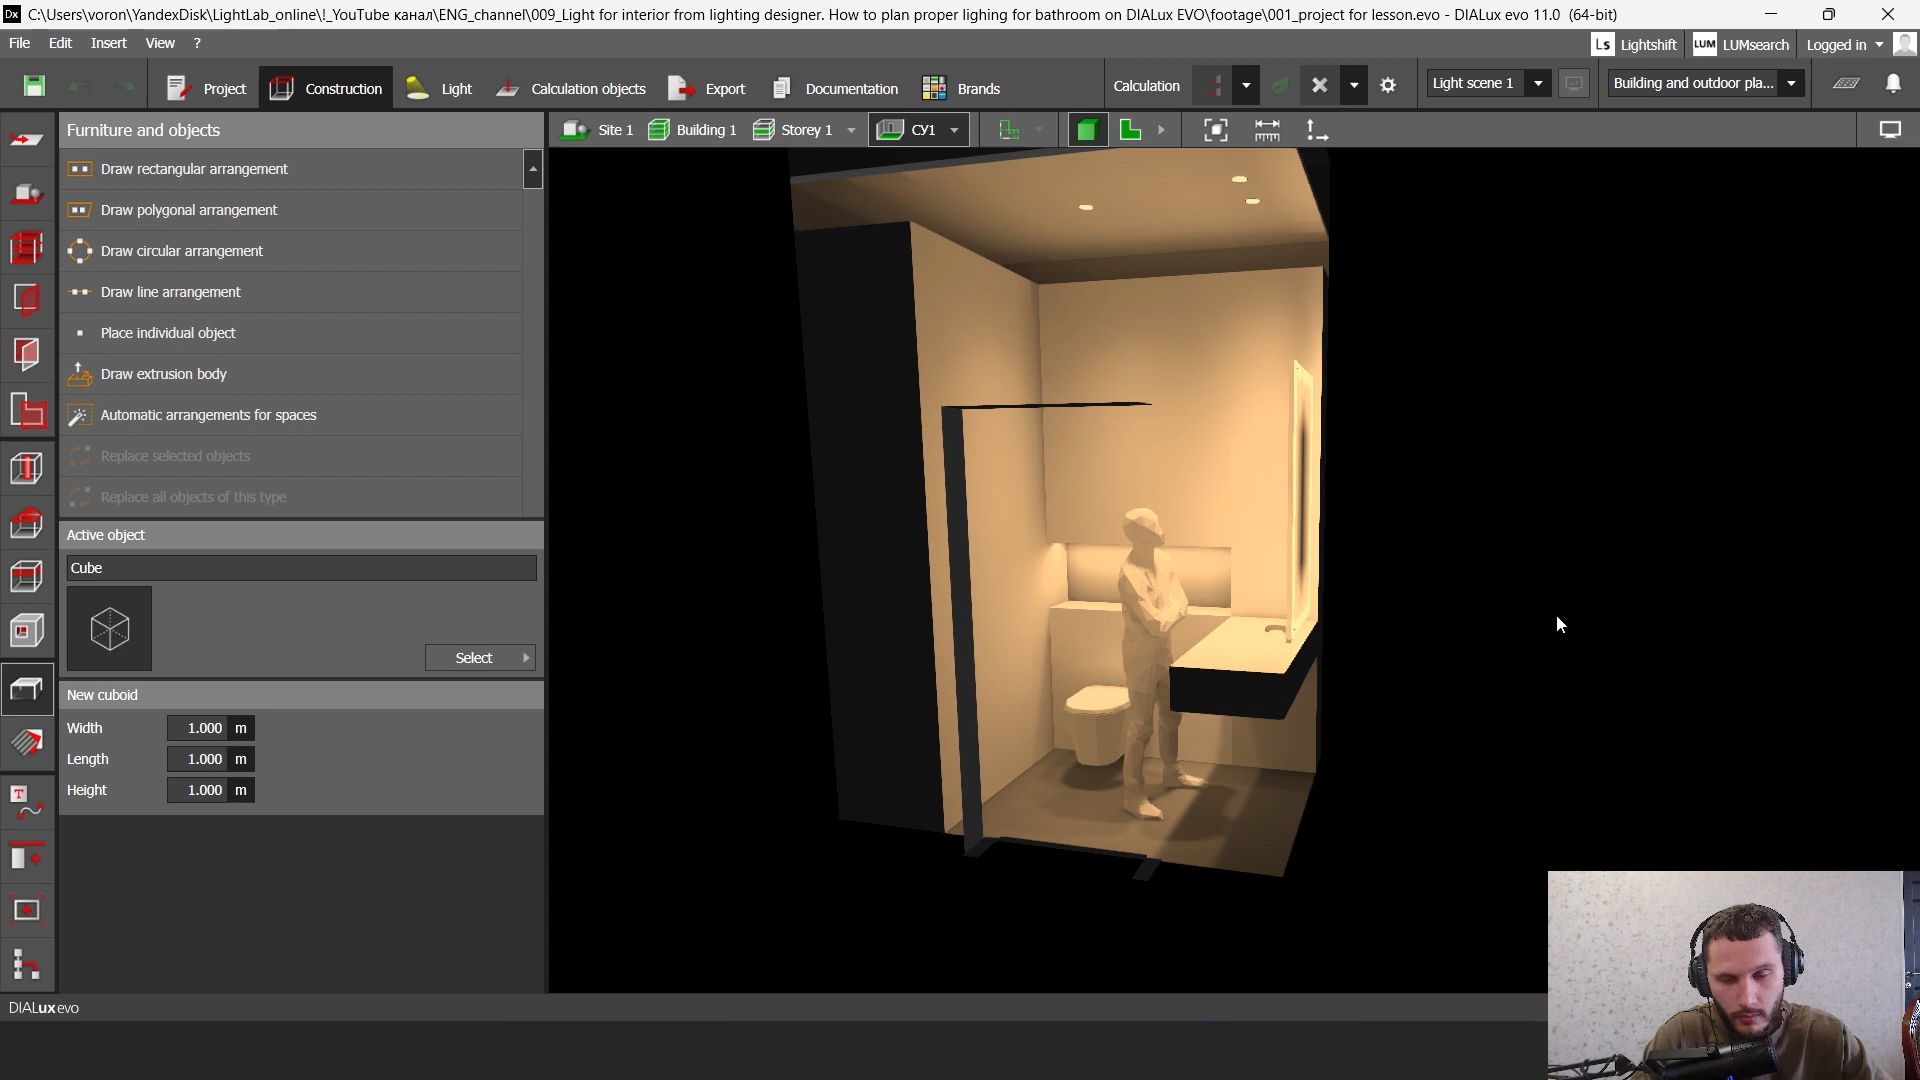 Dx C:\Users\voron\YandexDisk\LightLab_online\!_YouTube канал\ENG_channel\009_Light for interior from lighting designer. How to plan proper lighing for bathroom on DIALux EVO\footage\001_project for lesson.evo - DIALux evo 11.0 (64-bit)
File Edit Insert View ? Ls Lightshift LUM LUMsearch Logged in
Project Construction Light Calculation objects Export Documentation Brands Calculation Light scene 1 Building and outdoor pla...
Furniture and objects
Site 1 Building 1 Storey 1 СУ1
Draw rectangular arrangement
Draw polygonal arrangement
Draw circular arrangement
Draw line arrangement
Place individual object
Draw extrusion body
Automatic arrangements for spaces
Replace selected objects
Replace all objects of this type
Active object
Cube
Select
New cuboid
Width 1.000 m
Length 1.000 m
Height 1.000 m
T
DIALux evo